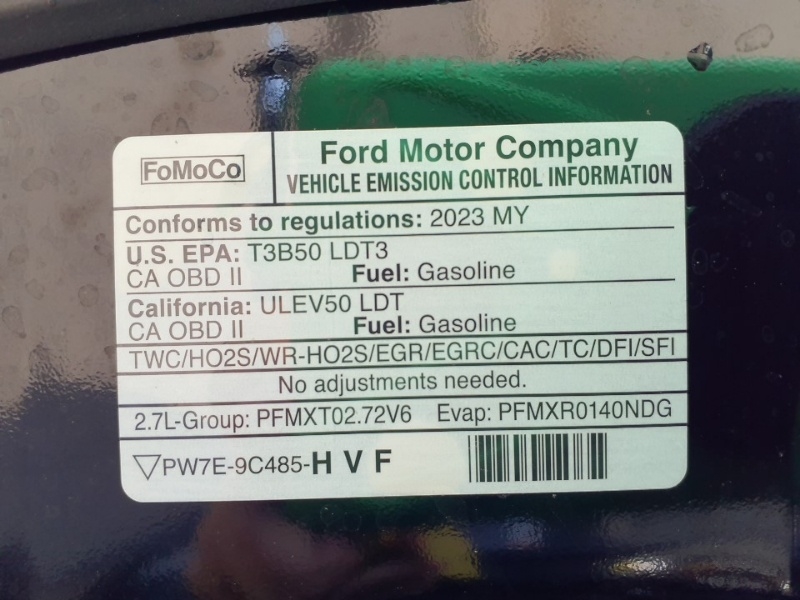 FoMoCo
Ford Motor Company
VEHICLE EMISSION CONTROL INFORMATION
Conforms to regulations: 2023 MY
U.S. EPA: T3B50 LDT3
CA OBD II Fuel: Gasoline
California: ULEV50 LDT
CA OBD II Fuel: Gasoline
TWC/HO2S/WR-HO2S/EGR/EGRC/CAC/TC/DFI/SFI
No adjustments needed.
2.7L-Group: PFMXT02.72V6 Evap: PFMXR0140NDG
▽PW7E-9C485-H V F